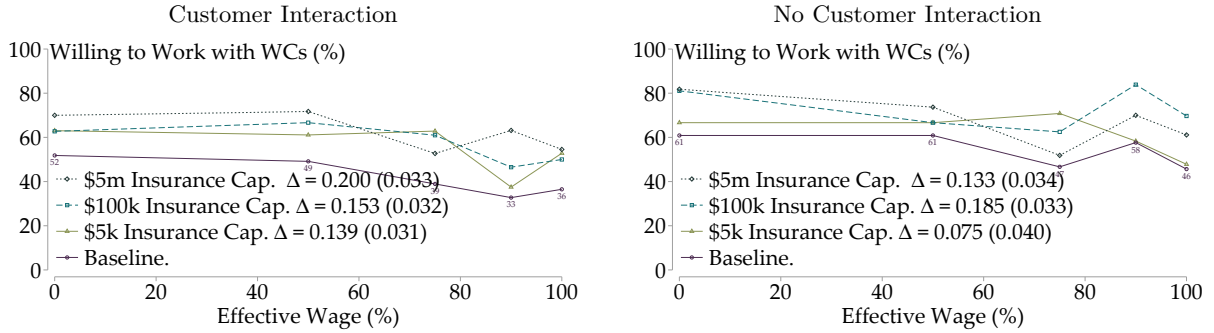 Customer Interaction
Willing to Work with WCs (%)
100
80
60
40
20
0
52
49
39
33
36
$5m Insurance Cap. Δ = 0.200 (0.033)
$100k Insurance Cap. Δ = 0.153 (0.032)
$5k Insurance Cap. Δ = 0.139 (0.031)
Baseline.
0 20 40 60 80 100
Effective Wage (%)
No Customer Interaction
Willing to Work with WCs (%)
100
80
60
40
20
0
61
61
58
46
$5m Insurance Cap. Δ = 0.133 (0.034)
$100k Insurance Cap. Δ = 0.185 (0.033)
$5k Insurance Cap. Δ = 0.075 (0.040)
Baseline.
0 20 40 60 80 100
Effective Wage (%)